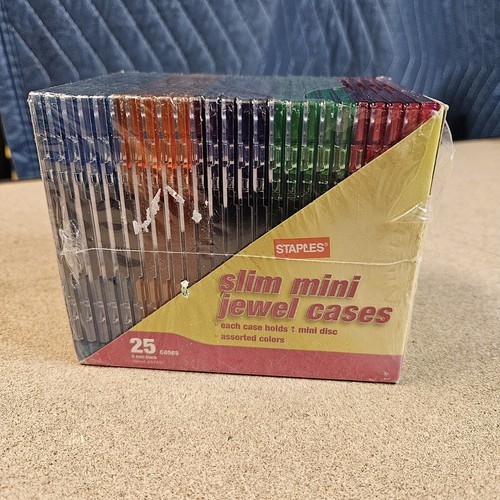 STAPLES
slim mini
jewel cases
each case holds 1 mini disc
assorted colors
25 cases